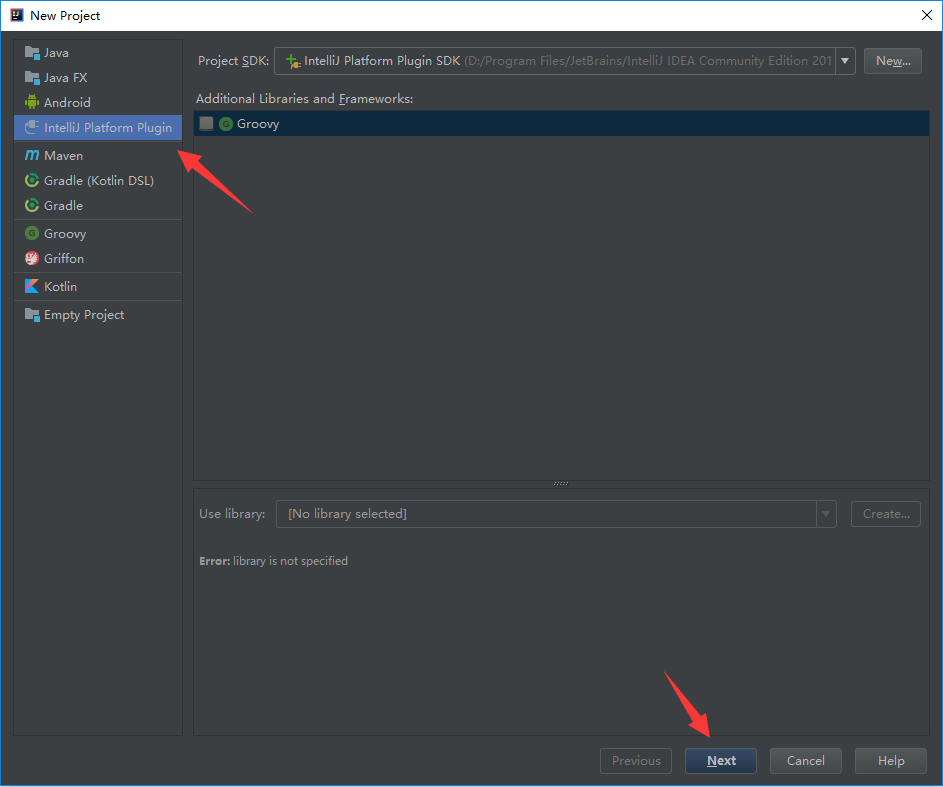 New Project
Java
Java FX
Android
IntelliJ Platform Plugin
Maven
Gradle (Kotlin DSL)
Gradle
Groovy
Griffon
Kotlin
Empty Project
Project SDK: IntelliJ Platform Plugin SDK (D:/Program Files/JetBrains/IntelliJ IDEA Community Edition 201 New...
Additional Libraries and Frameworks:
Groovy
Use library: [No library selected] Create...
Error: library is not specified
Previous Next Cancel Help